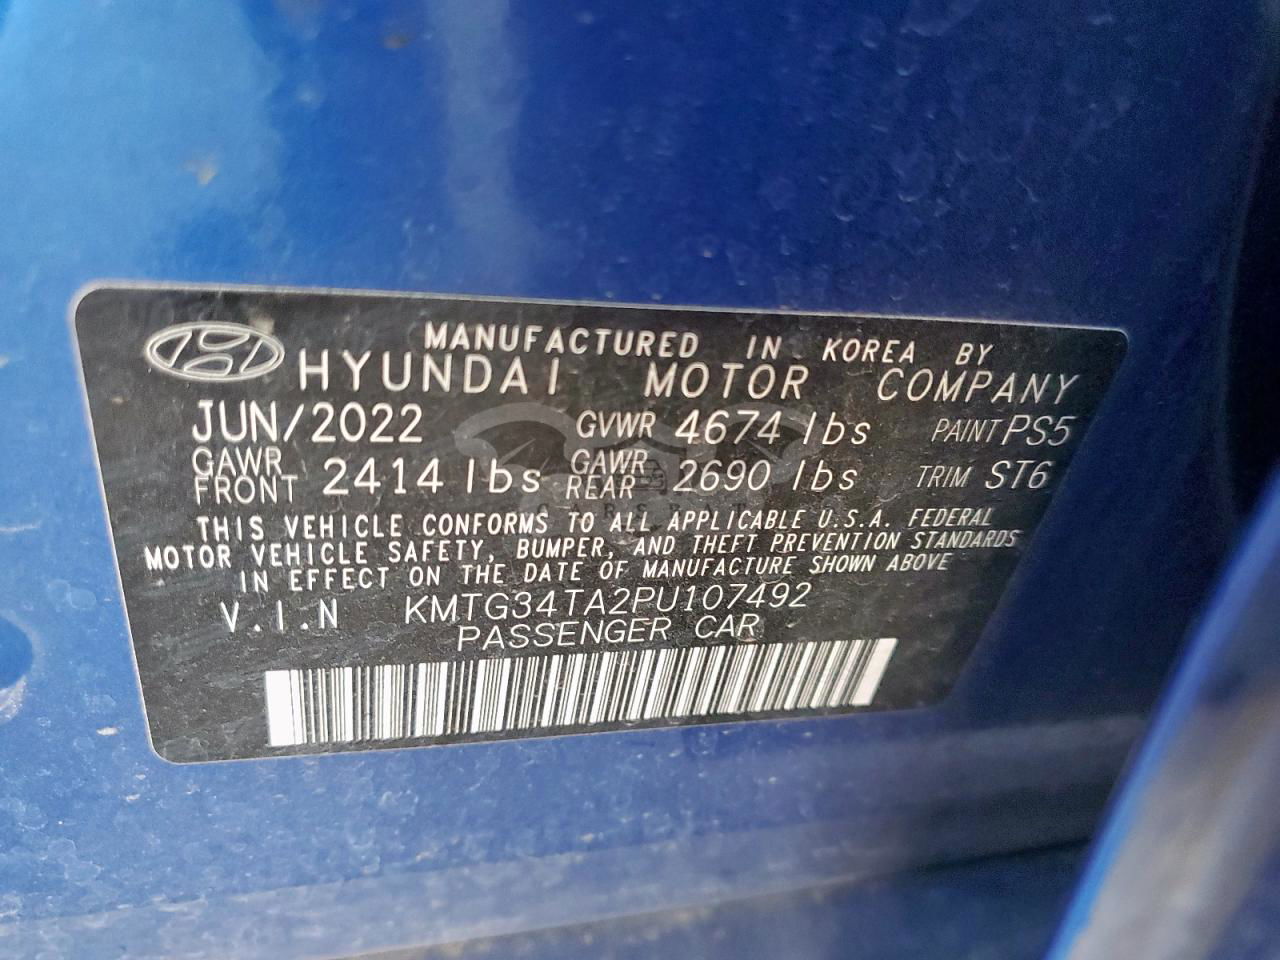 MANUFACTURED IN KOREA BY
HYUNDAI MOTOR COMPANY
JUN/2022 GVWR 4674 lbs PAINT PS5
GAWR FRONT 2414 lbs GAWR REAR 2690 lbs TRIM ST6
THIS VEHICLE CONFORMS TO ALL APPLICABLE U.S.A. FEDERAL
MOTOR VEHICLE SAFETY, BUMPER, AND THEFT PREVENTION STANDARDS
IN EFFECT ON THE DATE OF MANUFACTURE SHOWN ABOVE
V.I.N KMTG34TA2PU107492
PASSENGER CAR